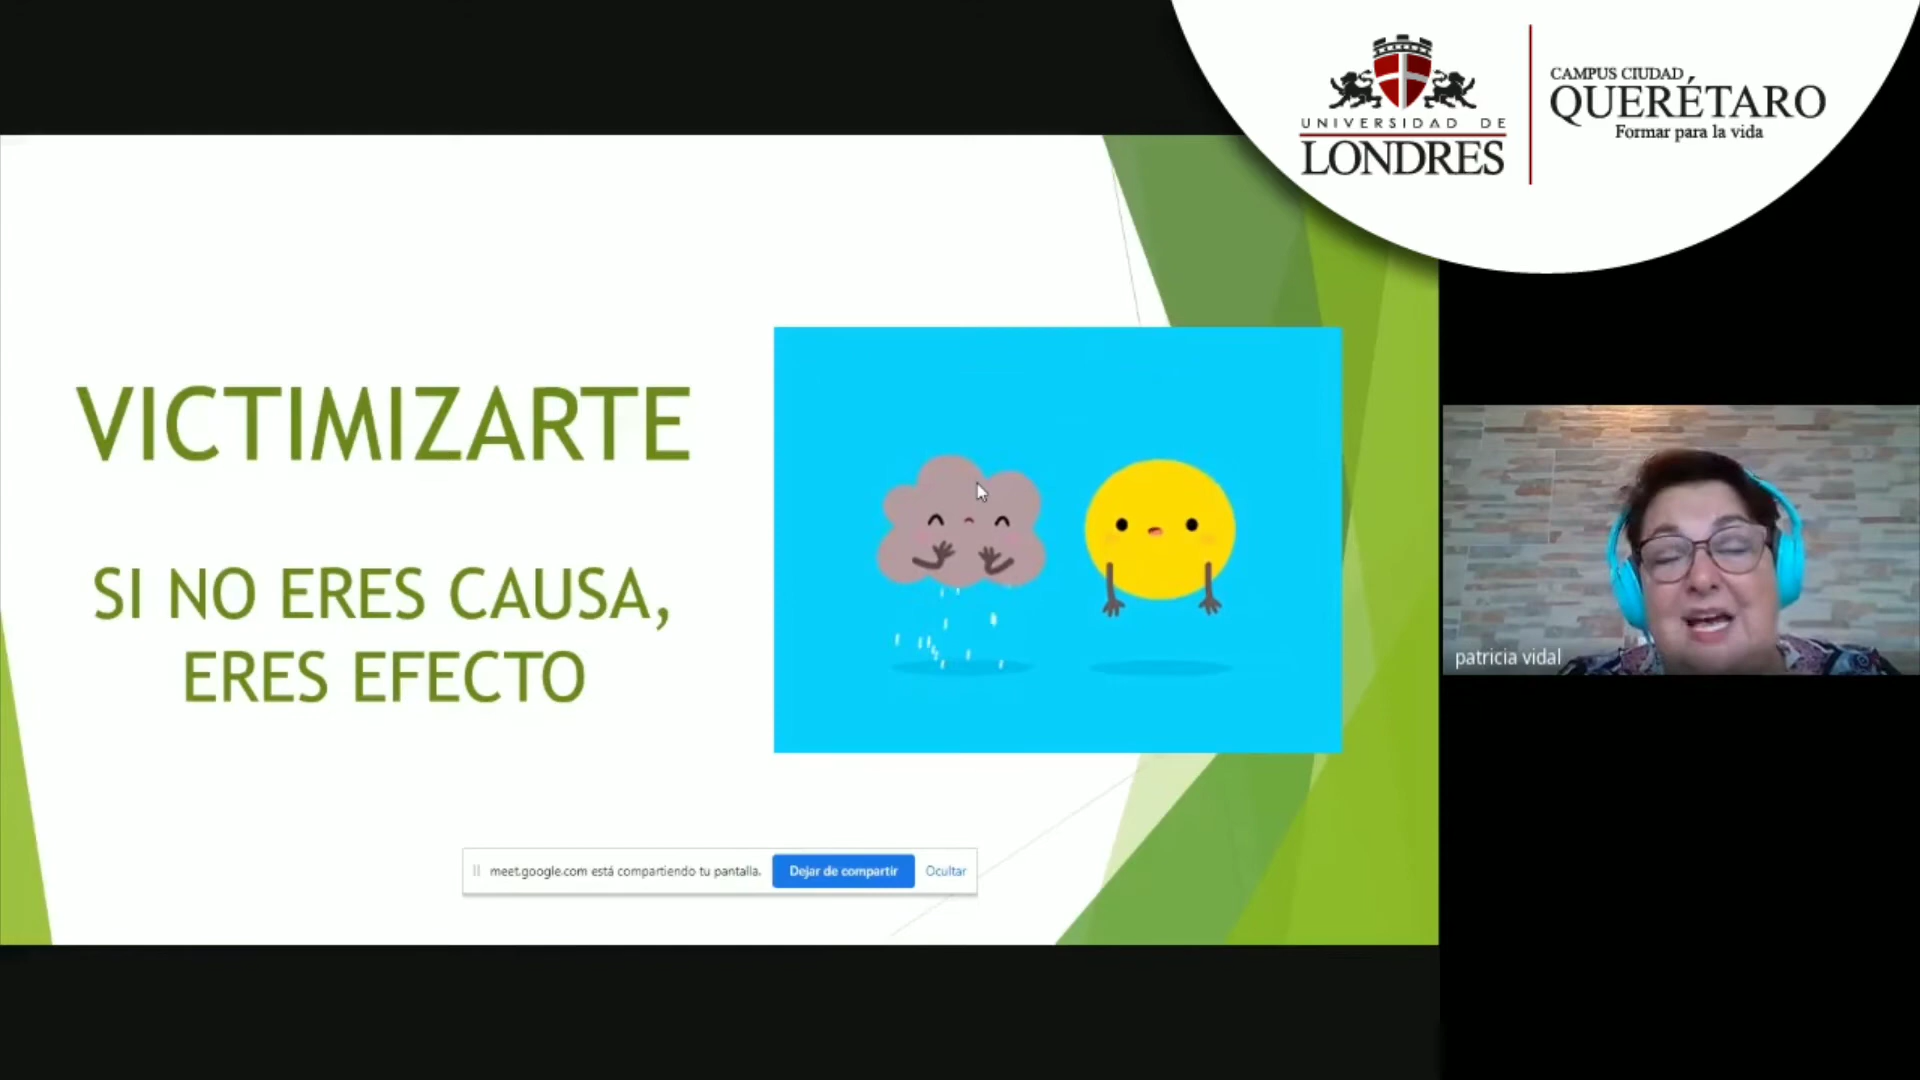 UNIVERSIDAD DE
LONDRES
CAMPUS CIUDAD
QUERÉTARO
Formar para la vida
VICTIMIZARTE
SI NO ERES CAUSA,
ERES EFECTO
patricia vidal
meet.google.com está compartiendo tu pantalla.
Dejar de compartir
Ocultar